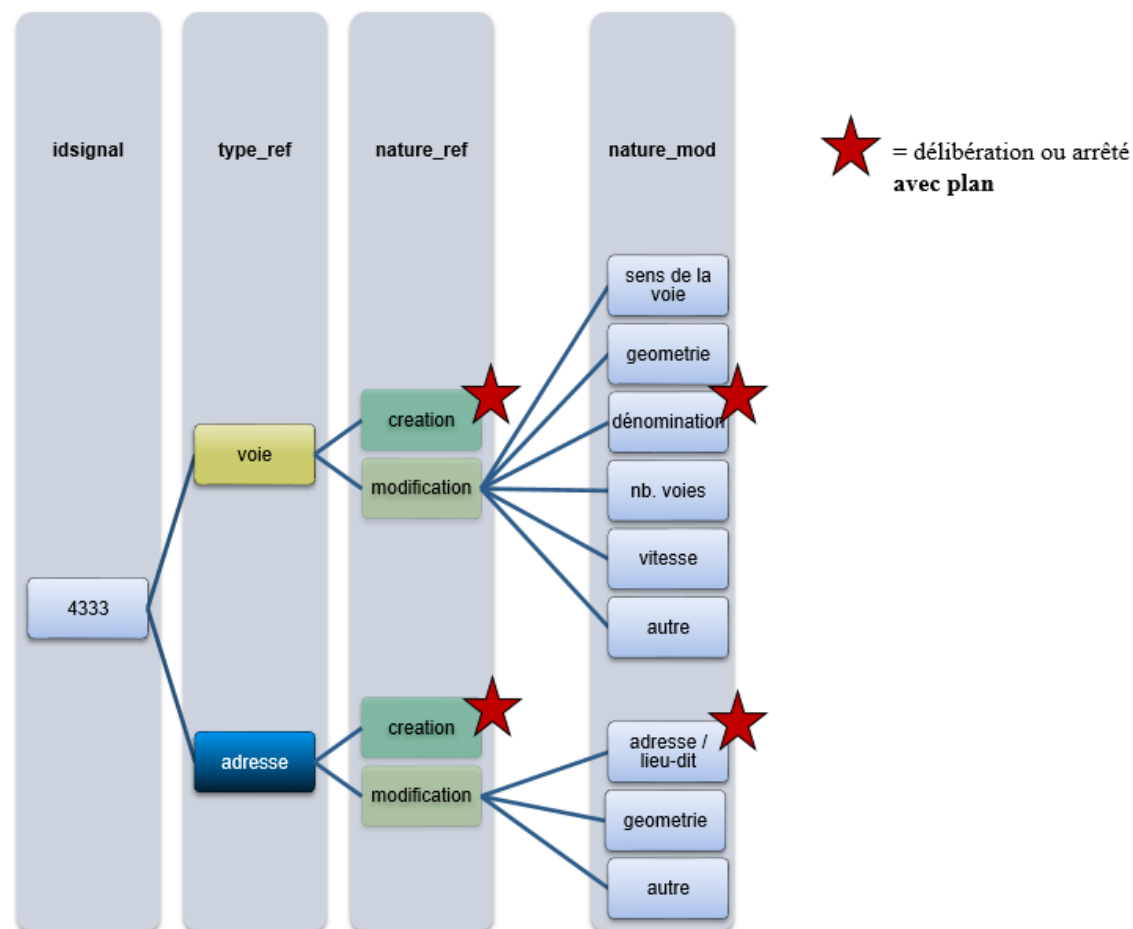 idsignal
type_ref
nature_ref
nature_mod
= délibération ou arrêté
avec plan
sens de la
voie
geometrie
creation
dénomination
voie
modification
nb. voies
vitesse
4333
autre
creation
adresse /
lieu-dit
adresse
modification
geometrie
autre